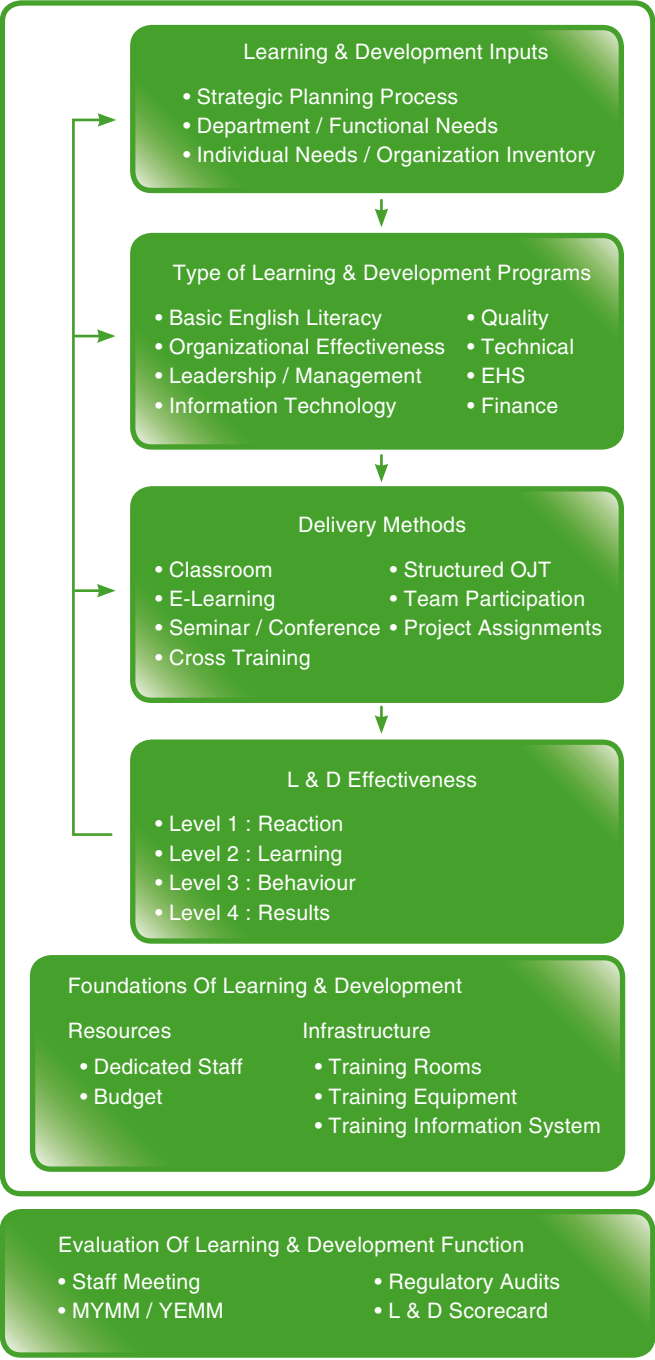 Learning & Development Inputs
• Strategic Planning Process
• Department / Functional Needs
• Individual Needs / Organization Inventory
Type of Learning & Development Programs
• Basic English Literacy
• Organizational Effectiveness
• Leadership / Management
• Information Technology
• Quality
• Technical
• EHS
• Finance
Delivery Methods
• Classroom
• E-Learning
• Seminar / Conference
• Cross Training
• Structured OJT
• Team Participation
• Project Assignments
L & D Effectiveness
• Level 1 : Reaction
• Level 2 : Learning
• Level 3 : Behaviour
• Level 4 : Results
Foundations Of Learning & Development
Resources
• Dedicated Staff
• Budget
Infrastructure
• Training Rooms
• Training Equipment
• Training Information System
Evaluation Of Learning & Development Function
• Staff Meeting
• MYMM / YEMM
• Regulatory Audits
• L & D Scorecard